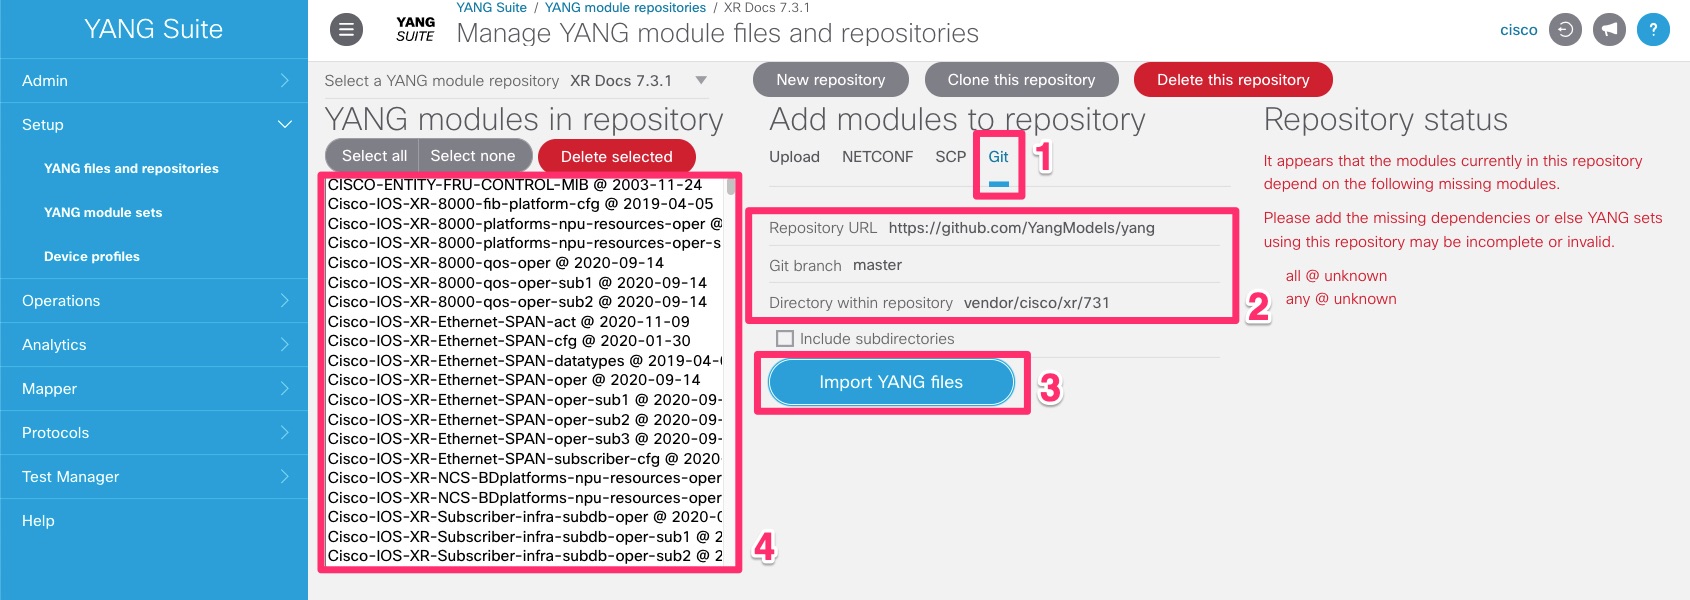 YANG Suite
Admin
Setup
YANG files and repositories
YANG module sets
Device profiles
Operations
Analytics
Mapper
Protocols
Test Manager
Help
YANG SUITE
YANG Suite / YANG module repositories / XR Docs 7.3.1
Manage YANG module files and repositories
cisco
?
Select a YANG module repository XR Docs 7.3.1
New repository
Clone this repository
Delete this repository
YANG modules in repository
Select all
Select none
Delete selected
CISCO-ENTITY-FRU-CONTROL-MIB @ 2003-11-24
Cisco-IOS-XR-8000-fib-platform-cfg @ 2019-04-05
Cisco-IOS-XR-8000-platforms-npu-resources-oper @
Cisco-IOS-XR-8000-platforms-npu-resources-oper-s
Cisco-IOS-XR-8000-qos-oper @ 2020-09-14
Cisco-IOS-XR-8000-qos-oper-sub1 @ 2020-09-14
Cisco-IOS-XR-8000-qos-oper-sub2 @ 2020-09-14
Cisco-IOS-XR-Ethernet-SPAN-act @ 2020-11-09
Cisco-IOS-XR-Ethernet-SPAN-cfg @ 2020-01-30
Cisco-IOS-XR-Ethernet-SPAN-datatypes @ 2019-04-
Cisco-IOS-XR-Ethernet-SPAN-oper @ 2020-09-14
Cisco-IOS-XR-Ethernet-SPAN-oper-sub1 @ 2020-09-
Cisco-IOS-XR-Ethernet-SPAN-oper-sub2 @ 2020-09-
Cisco-IOS-XR-Ethernet-SPAN-oper-sub3 @ 2020-09-
Cisco-IOS-XR-Ethernet-SPAN-subscriber-cfg @ 2020
Cisco-IOS-XR-NCS-BDplatforms-npu-resources-oper
Cisco-IOS-XR-NCS-BDplatforms-npu-resources-oper
Cisco-IOS-XR-Subscriber-infra-subdb-oper @ 2020-0
Cisco-IOS-XR-Subscriber-infra-subdb-oper-sub1 @ 2
Cisco-IOS-XR-Subscriber-infra-subdb-oper-sub2 @ 2
4
Add modules to repository
Upload NETCONF SCP Git
1
Repository URL https://github.com/YangModels/yang
Git branch master
Directory within repository vendor/cisco/xr/731
2
Include subdirectories
Import YANG files
3
Repository status
It appears that the modules currently in this repository
depend on the following missing modules.
Please add the missing dependencies or else YANG sets
using this repository may be incomplete or invalid.
all @ unknown
any @ unknown